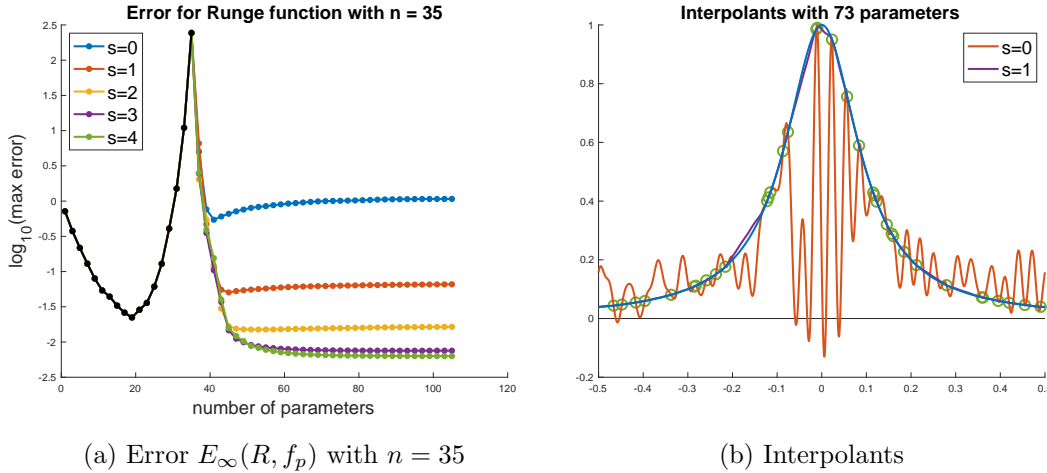 Error for Runge function with n = 35
2.5
2
1.5
1
0.5
0
-0.5
-1
-1.5
-2
-2.5
log10(max error)
s=0
s=1
s=2
s=3
s=4
0
20
40
60
80
100
120
number of parameters
(a) Error E∞(R, fp) with n = 35
Interpolants with 73 parameters
1
0.8
0.6
0.4
0.2
0
-0.2
s=0
s=1
-0.5
-0.4
-0.3
-0.2
-0.1
0
0.1
0.2
0.3
0.4
0.5
(b) Interpolants